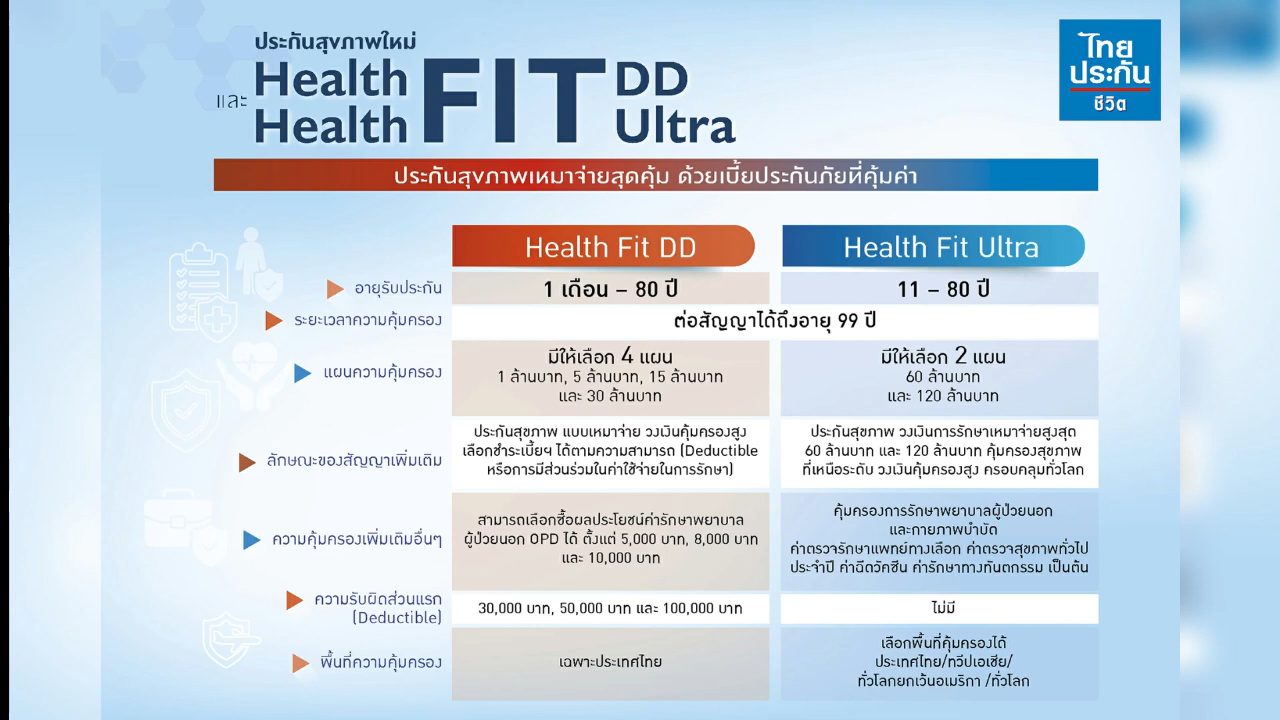 ประกันสุขภาพใหม่
Health FIT DD
และ Health FIT Ultra
ไทย
ประกัน
ชีวิต
ประกันสุขภาพเหมาจ่ายสุดคุ้ม ด้วยเบี้ยประกันภัยที่คุ้มค่า
Health Fit DD
Health Fit Ultra
อายุรับประกัน
1 เดือน – 80 ปี
11 – 80 ปี
ระยะเวลาความคุ้มครอง
ต่อสัญญาได้ถึงอายุ 99 ปี
แผนความคุ้มครอง
มีให้เลือก 4 แผน
1 ล้านบาท, 5 ล้านบาท, 15 ล้านบาท
และ 30 ล้านบาท
มีให้เลือก 2 แผน
60 ล้านบาท
และ 120 ล้านบาท
ลักษณะของสัญญาเพิ่มเติม
ประกันสุขภาพ แบบเหมาจ่าย วงเงินคุ้มครองสูง
เลือกชำระเบี้ยฯ ได้ตามความสามารถ (Deductible
หรือการมีส่วนร่วมในค่าใช้จ่ายในการรักษา)
ประกันสุขภาพ วงเงินการรักษาเหมาจ่ายสูงสุด
60 ล้านบาท และ 120 ล้านบาท คุ้มครองสุขภาพ
ที่เหนือระดับ วงเงินคุ้มครองสูง ครอบคลุมทั่วโลก
ความคุ้มครองเพิ่มเติมอื่นๆ
สามารถเลือกซื้อผลประโยชน์ค่ารักษาพยาบาล
ผู้ป่วยนอก OPD ได้ ตั้งแต่ 5,000 บาท, 8,000 บาท
และ 10,000 บาท
คุ้มครองการรักษาพยาบาลผู้ป่วยนอก
และกายภาพบำบัด
ค่าตรวจรักษาแพทย์ทางเลือก ค่าตรวจสุขภาพทั่วไป
ประจำปี ค่าฉีดวัคซีน ค่ารักษาทางทันตกรรม เป็นต้น
ความรับผิดส่วนแรก
(Deductible)
30,000 บาท, 50,000 บาท และ 100,000 บาท
ไม่มี
พื้นที่ความคุ้มครอง
เฉพาะประเทศไทย
เลือกพื้นที่คุ้มครองได้
ประเทศไทย/ทวีปเอเชีย/
ทั่วโลกยกเว้นอเมริกา /ทั่วโลก